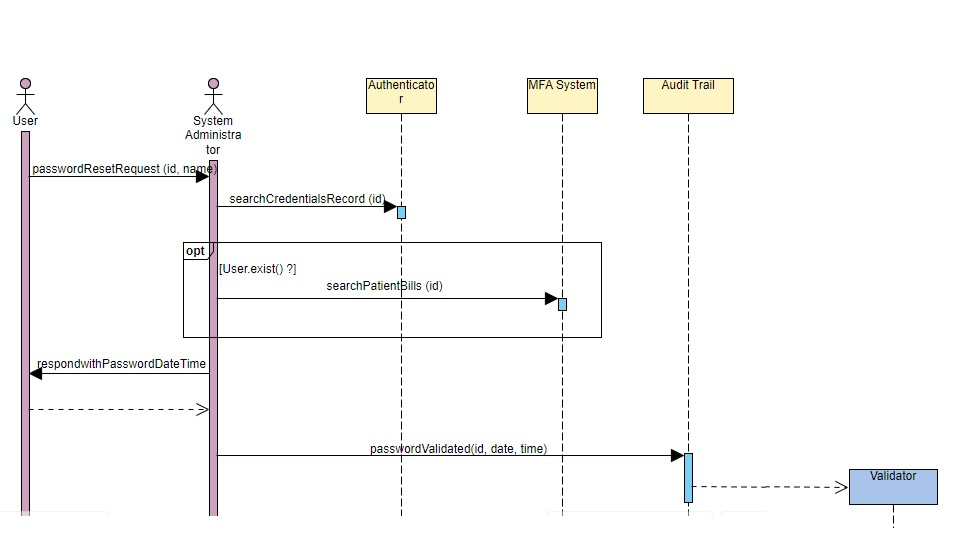 User
System
Administra
tor
Authenticato
r
MFA System
Audit Trail
passwordResetRequest (id, name)
searchCredentialsRecord (id)
opt
[User.exist() ?]
searchPatientBills (id)
respondwithPasswordDateTime
passwordValidated(id, date, time)
Validator